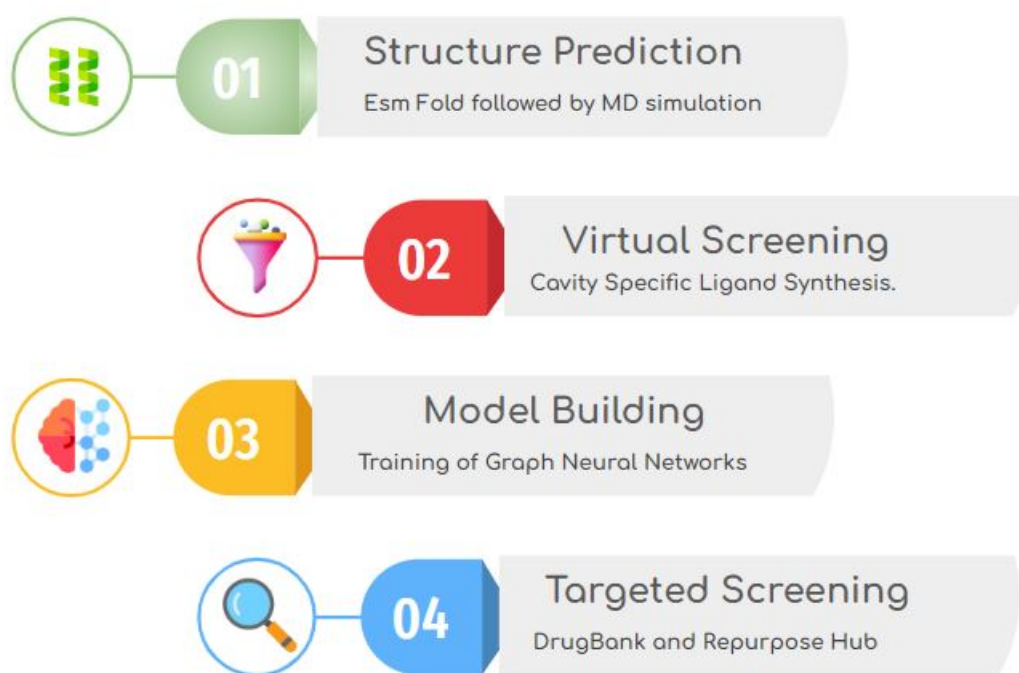 01
Structure Prediction
Esm Fold followed by MD simulation
02
Virtual Screening
Cavity Specific Ligand Synthesis.
03
Model Building
Training of Graph Neural Networks
04
Targeted Screening
DrugBank and Repurpose Hub